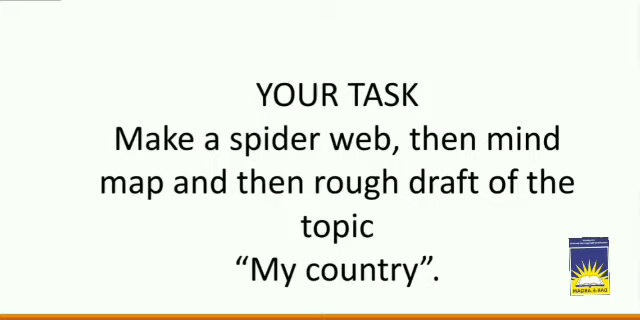 YOUR TASK
Make a spider web, then mind
map and then rough draft of the
topic
“My country”.